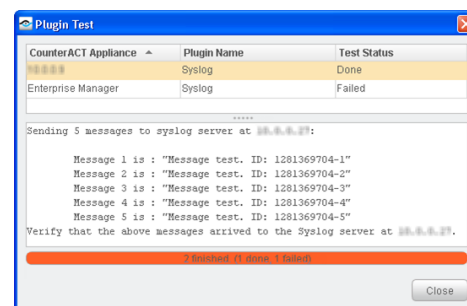 Plugin Test
CounterACT Appliance Plugin Name Test Status
Syslog Done
Enterprise Manager Syslog Failed
Sending 5 messages to syslog server at :
Message 1 is : "Message test. ID: 1281369704-1"
Message 2 is : "Message test. ID: 1281369704-2"
Message 3 is : "Message test. ID: 1281369704-3"
Message 4 is : "Message test. ID: 1281369704-4"
Message 5 is : "Message test. ID: 1281369704-5"
Verify that the above messages arrived to the Syslog server at .
2 finished. (1 done, 1 failed)
Close